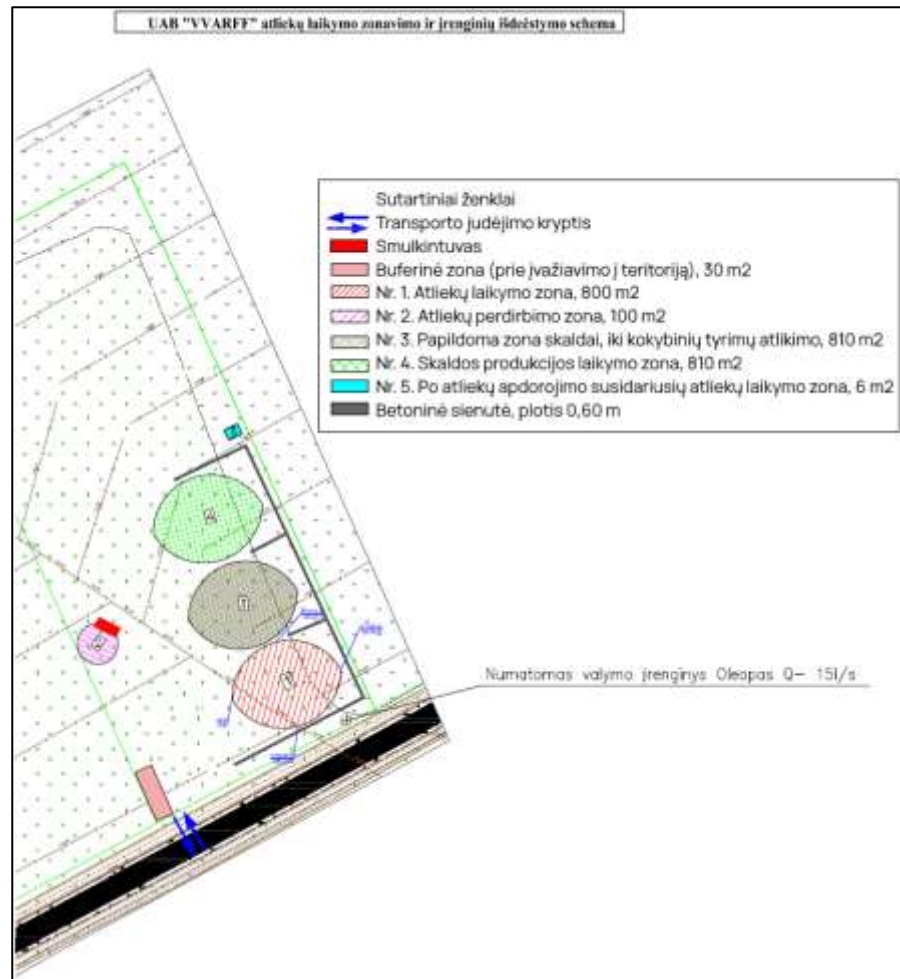 UAB "VVARFF" atliekų laikymo zonavimo ir įrenginių išdėstymo schema
Sutartiniai ženklai
Transporto judėjimo kryptis
Smulkintuvas
Buferinė zona (prie įvažiavimo į teritoriją), 30 m2
Nr. 1. Atliekų laikymo zona, 800 m2
Nr. 2. Atliekų perdirbimo zona, 100 m2
Nr. 3. Papildoma zona skaldai, iki kokybinių tyrimų atlikimo, 810 m2
Nr. 4. Skaldos produkcijos laikymo zona, 810 m2
Nr. 5. Po atliekų apdorojimo susidariusių atliekų laikymo zona, 6 m2
Betoninė sienutė, plotis 0,60 m
Numatomas valymo įrenginys Oleopas Q- 15l/s